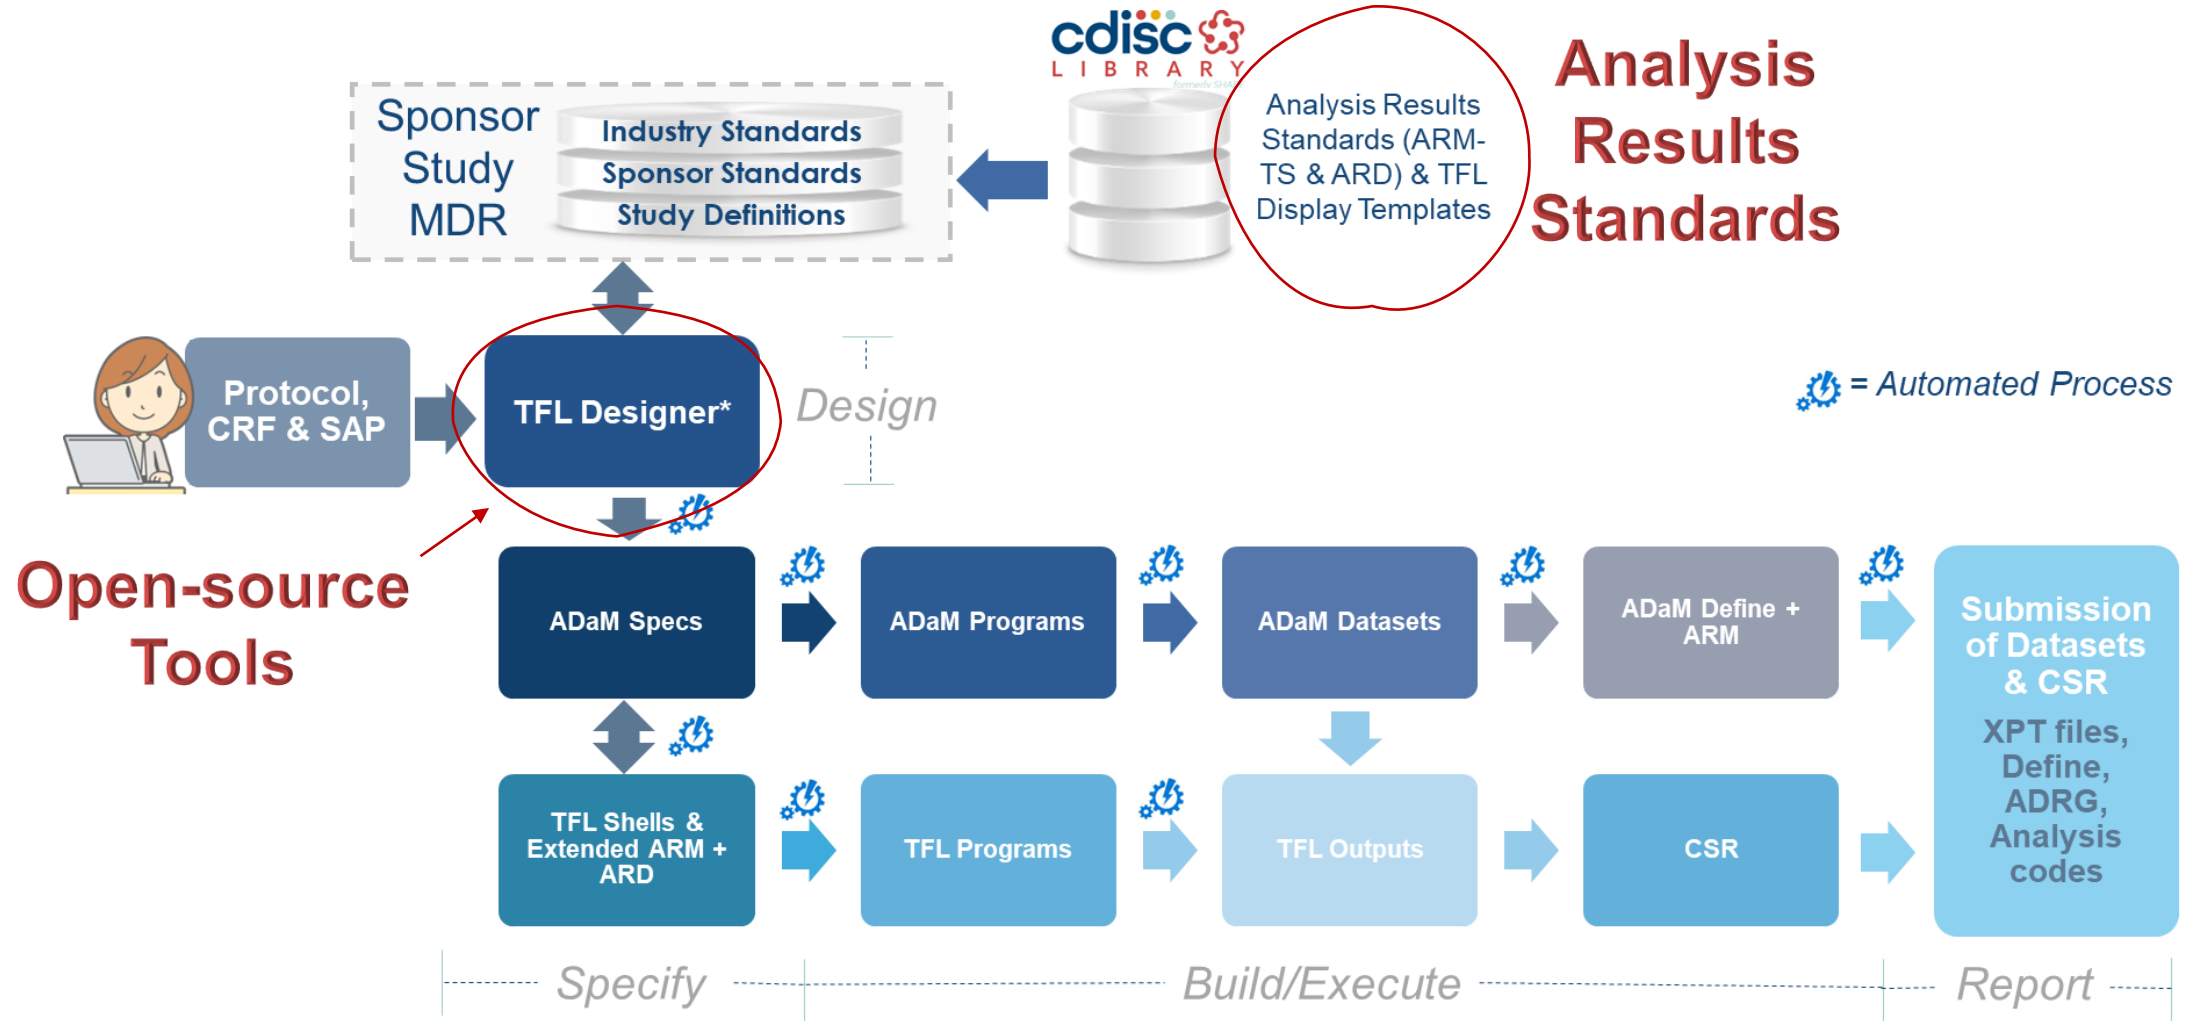 cdisc
LIBRARY
formerly SHARE
Analysis
Results
Standards
Analysis Results
Standards (ARM-
TS & ARD) & TFL
Display Templates
Sponsor
Study
MDR
Industry Standards
Sponsor Standards
Study Definitions
Protocol,
CRF & SAP
TFL Designer*
Design
= Automated Process
Open-source
Tools
ADaM Specs
ADaM Programs
ADaM Datasets
ADaM Define +
ARM
Submission
of Datasets
& CSR
XPT files,
Define,
ADRG,
Analysis
codes
TFL Shells &
Extended ARM +
ARD
TFL Programs
TFL Outputs
CSR
Specify
Build/Execute
Report